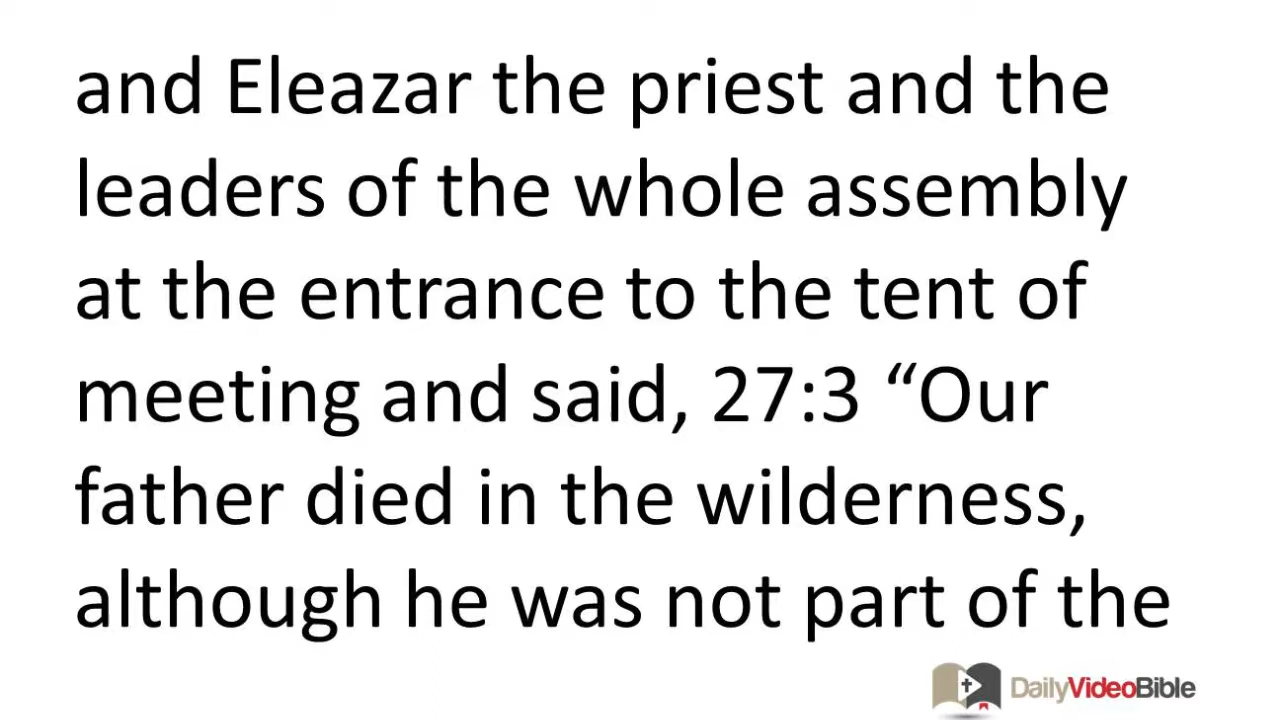 and Eleazar the priest and the
leaders of the whole assembly
at the entrance to the tent of
meeting and said, 27:3 “Our
father died in the wilderness,
although he was not part of the
DailyVideoBible